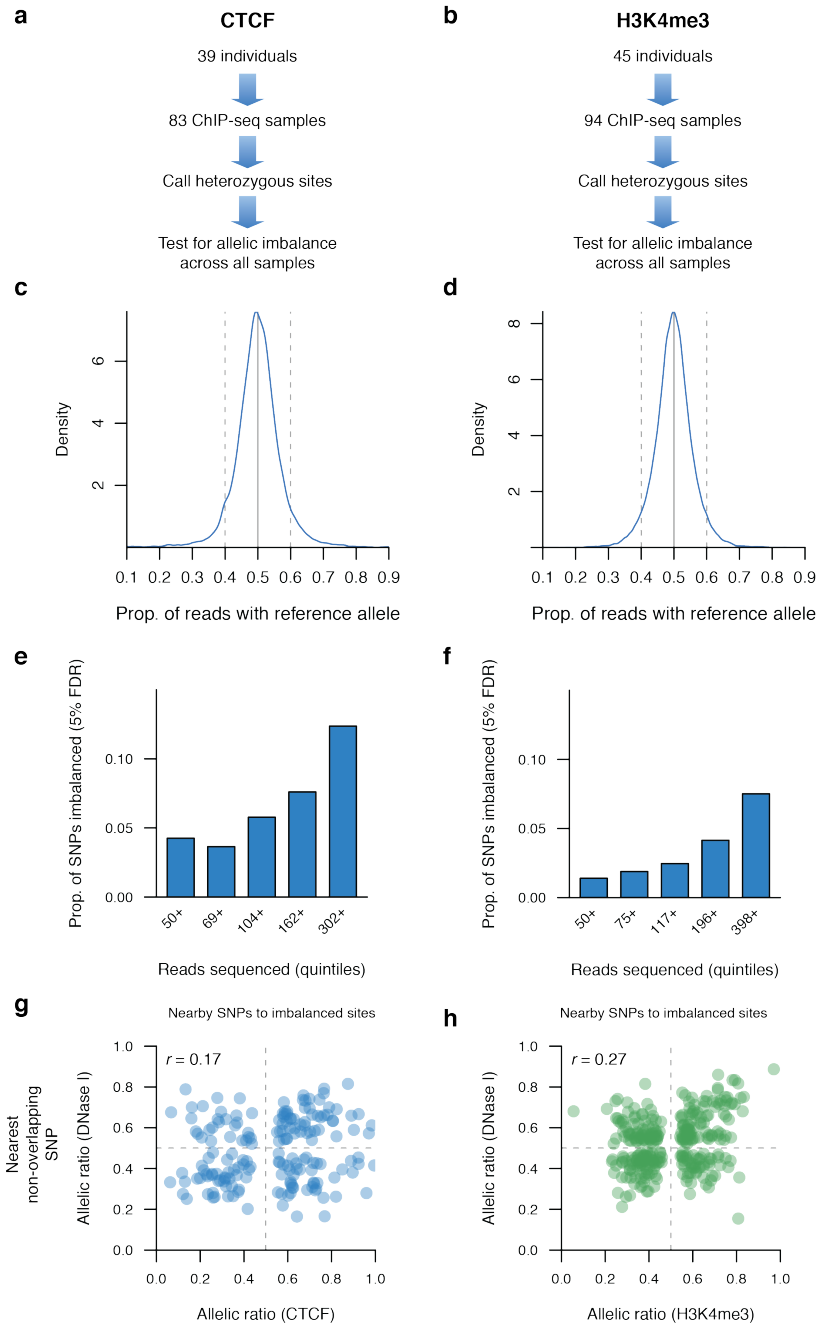 a
CTCF
39 individuals
83 ChIP-seq samples
Call heterozygous sites
Test for allelic imbalance
across all samples
b
H3K4me3
45 individuals
94 ChIP-seq samples
Call heterozygous sites
Test for allelic imbalance
across all samples
c
Density
6
4
2
0.1 0.2 0.3 0.4 0.5 0.6 0.7 0.8 0.9
Prop. of reads with reference allele
d
Density
8
6
4
2
0.1 0.2 0.3 0.4 0.5 0.6 0.7 0.8 0.9
Prop. of reads with reference allele
e
Prop. of SNPs imbalanced (5% FDR)
0.10
0.05
0.00
50+ 69+ 104+ 162+ 302+
Reads sequenced (quintiles)
f
Prop. of SNPs imbalanced (5% FDR)
0.10
0.05
0.00
50+ 75+ 117+ 196+ 398+
Reads sequenced (quintiles)
g
Nearby SNPs to imbalanced sites
Nearest
non-overlapping
SNP
Allelic ratio (DNase I)
r = 0.17
1.0
0.8
0.6
0.4
0.2
0.0
0.0 0.2 0.4 0.6 0.8 1.0
Allelic ratio (CTCF)
h
Nearby SNPs to imbalanced sites
Allelic ratio (DNase I)
r = 0.27
1.0
0.8
0.6
0.4
0.2
0.0
0.0 0.2 0.4 0.6 0.8 1.0
Allelic ratio (H3K4me3)